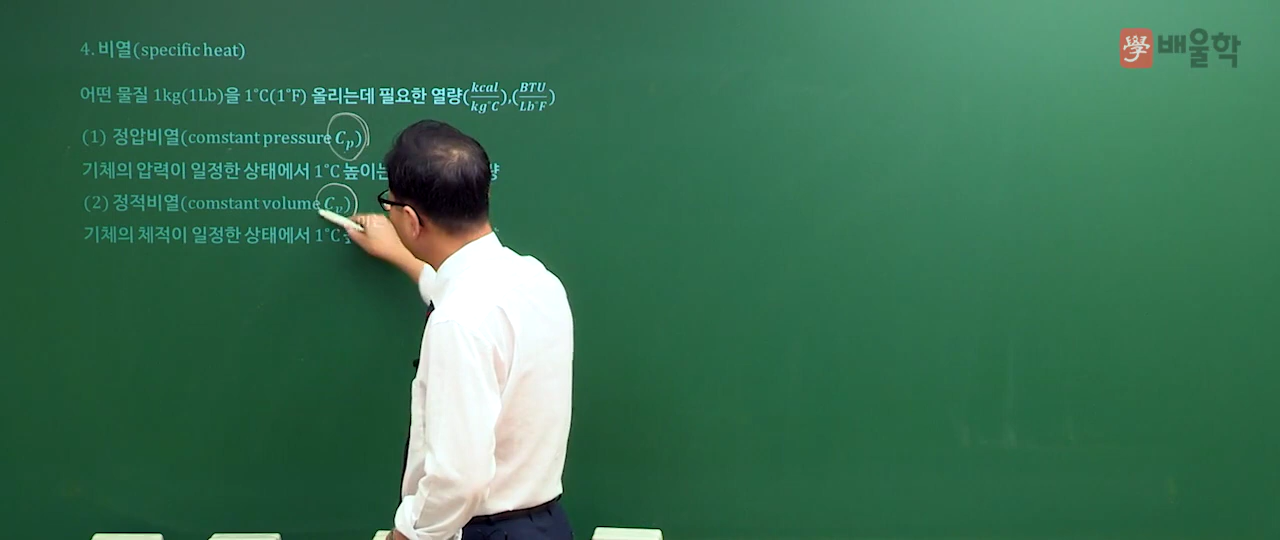 學 배울학
4. 비열(specific heat)
어떤 물질 1kg(1Lb)을 1°C(1°F) 올리는데 필요한 열량(kcal/kg°C),(BTU/Lb°F)
(1) 정압비열(comstant pressure Cp)
기체의 압력이 일정한 상태에서 1°C 높이는
(2) 정적비열(comstant volume Cv)
기체의 체적이 일정한 상태에서 1°C